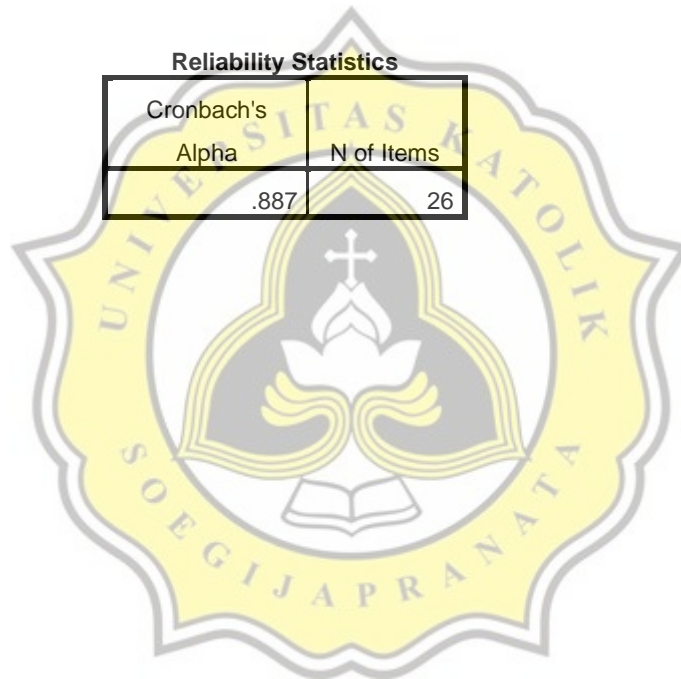 Reliability Statistics
Cronbach's
Alpha
N of Items
.887
26
UNIVERSITAS KATOLIK
SOEGIJAPRANATA